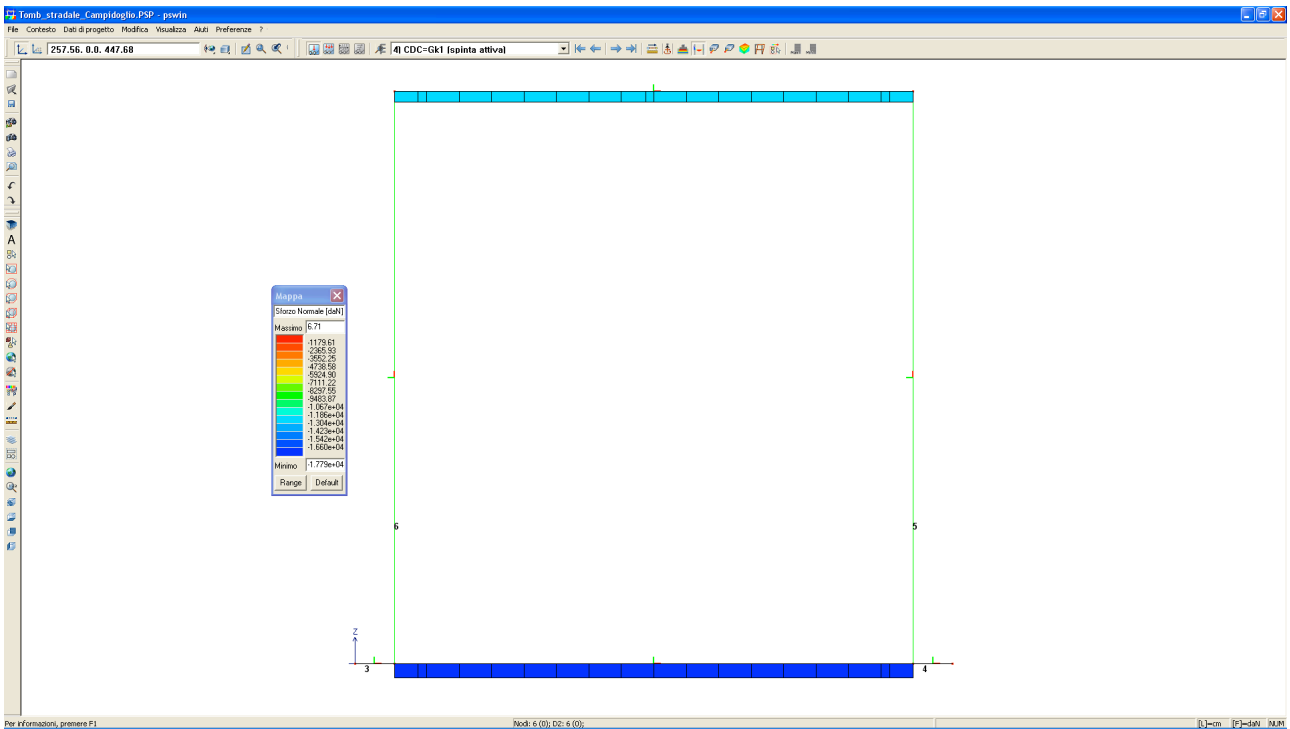 Tomb_stradale_Campidoglio.PSP - pswin
File Contesto Dati di progetto Modifica Visualizza Aiuti Preferenze ?
257.56. 0.0. 447.68
4) CDC=Gk1 (spinta attiva)
A
Mappa
Sforzo Normale [daN]
Massimo 6.71
-1179.61
-2365.93
-3552.25
-4738.58
-5924.90
-7111.22
-8297.55
-9483.87
-1.067e+04
-1.186e+04
-1.304e+04
-1.423e+04
-1.542e+04
-1.660e+04
Minimo -1.779e+04
Range Default
6 5
Z
3 4
Per informazioni, premere F1 Nodi: 6 (0); D2: 6 (0); [L]=cm [F]=daN NUM